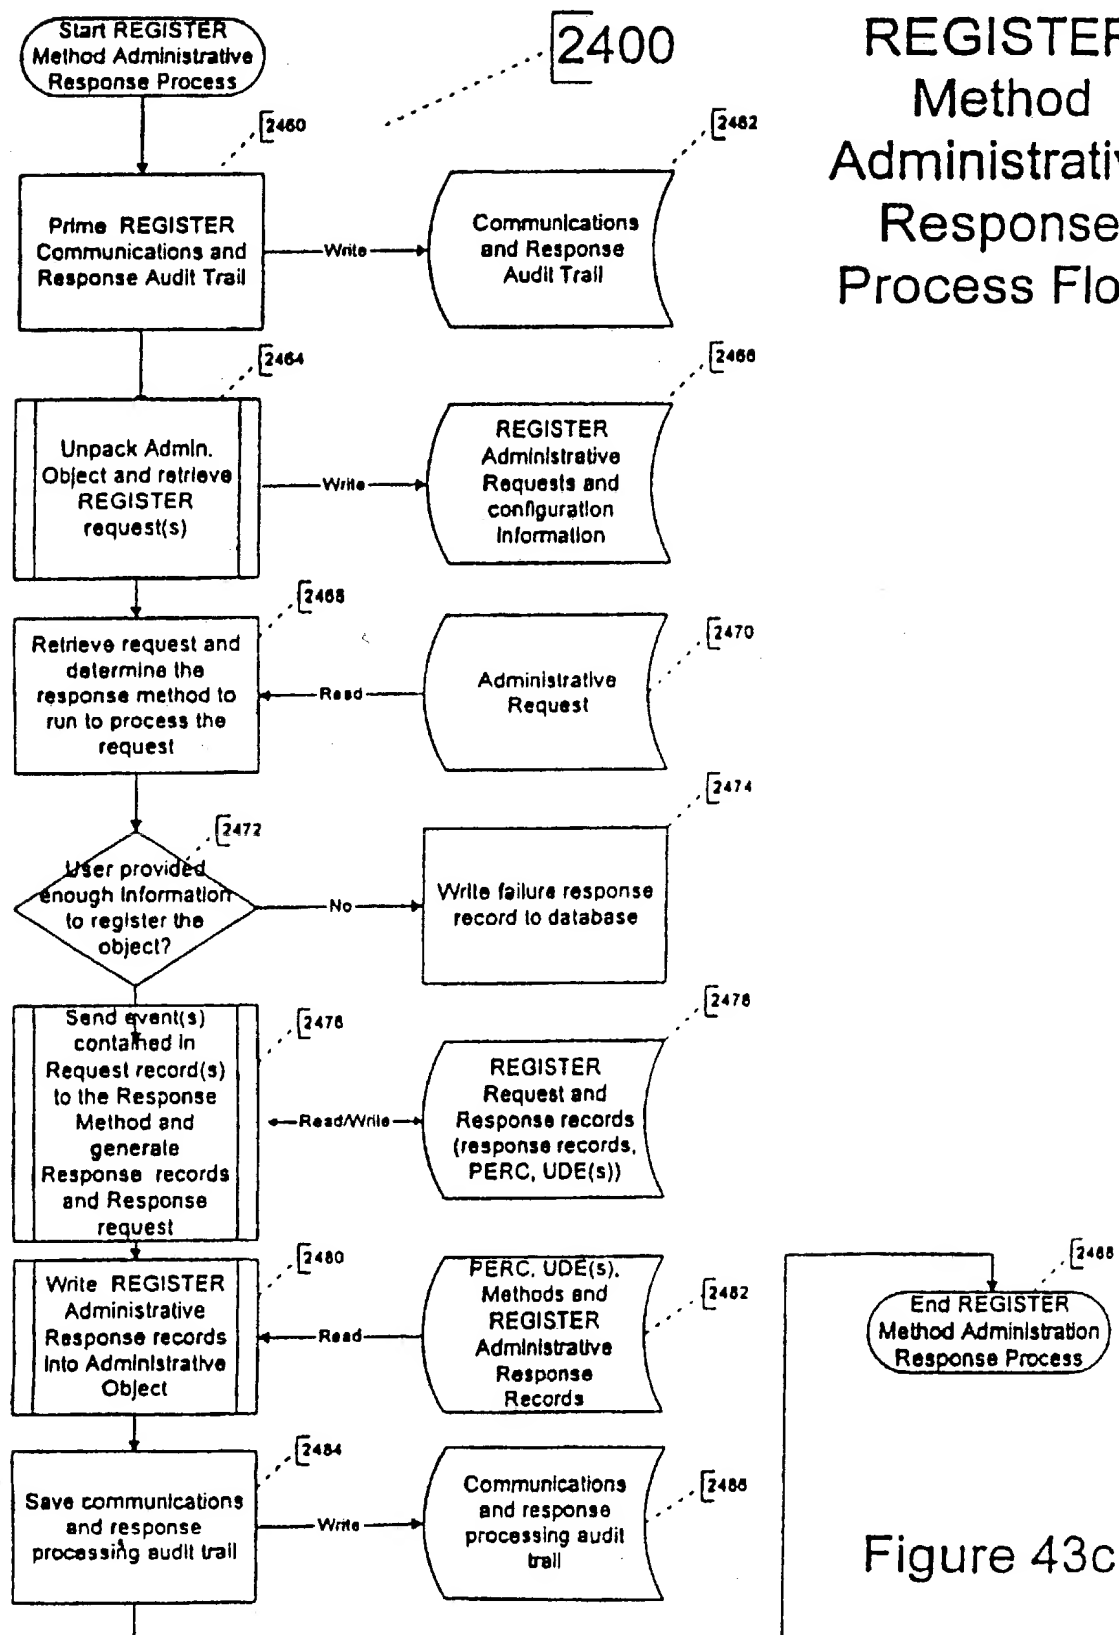 Start REGISTER
Method Administrative
Response Process
2400
REGISTER
Method
Administrativ
Response
Process Flo
2460
2462
Prime REGISTER
Communications and
Response Audit Trail
Write
Communications
and Response
Audit Trail
2464
2466
Unpack Admin.
Object and retrieve
REGISTER
request(s)
Write
REGISTER
Administrative
Requests and
configuration
Information
2468
2470
Retrieve request and
determine the
response method to
run to process the
request
Read
Administrative
Request
2472
2474
User provided
enough information
to register the
object?
No
Write failure response
record to database
2476
2478
Send event(s)
contained in
Request record(s)
to the Response
Method and
generate
Response records
and Response
request
Read/Write
REGISTER
Request and
Response records
(response records,
PERC, UDE(s))
2480
2482
Write REGISTER
Administrative
Response records
into Administrative
Object
Read
PERC, UDE(s),
Methods and
REGISTER
Administrative
Response
Records
2488
End REGISTER
Method Administration
Response Process
2484
2486
Save communications
and response
processing audit trail
Write
Communications
and response
processing audit
trail
Figure 43c